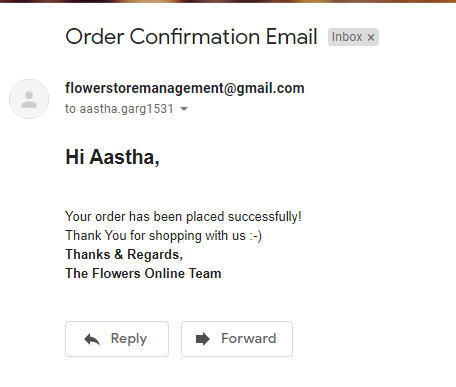 Order Confirmation Email Inbox ×
flowerstoremanagement@gmail.com
to aastha.garg1531
Hi Aastha,
Your order has been placed successfully!
Thank You for shopping with us :-)
Thanks & Regards,
The Flowers Online Team
Reply Forward